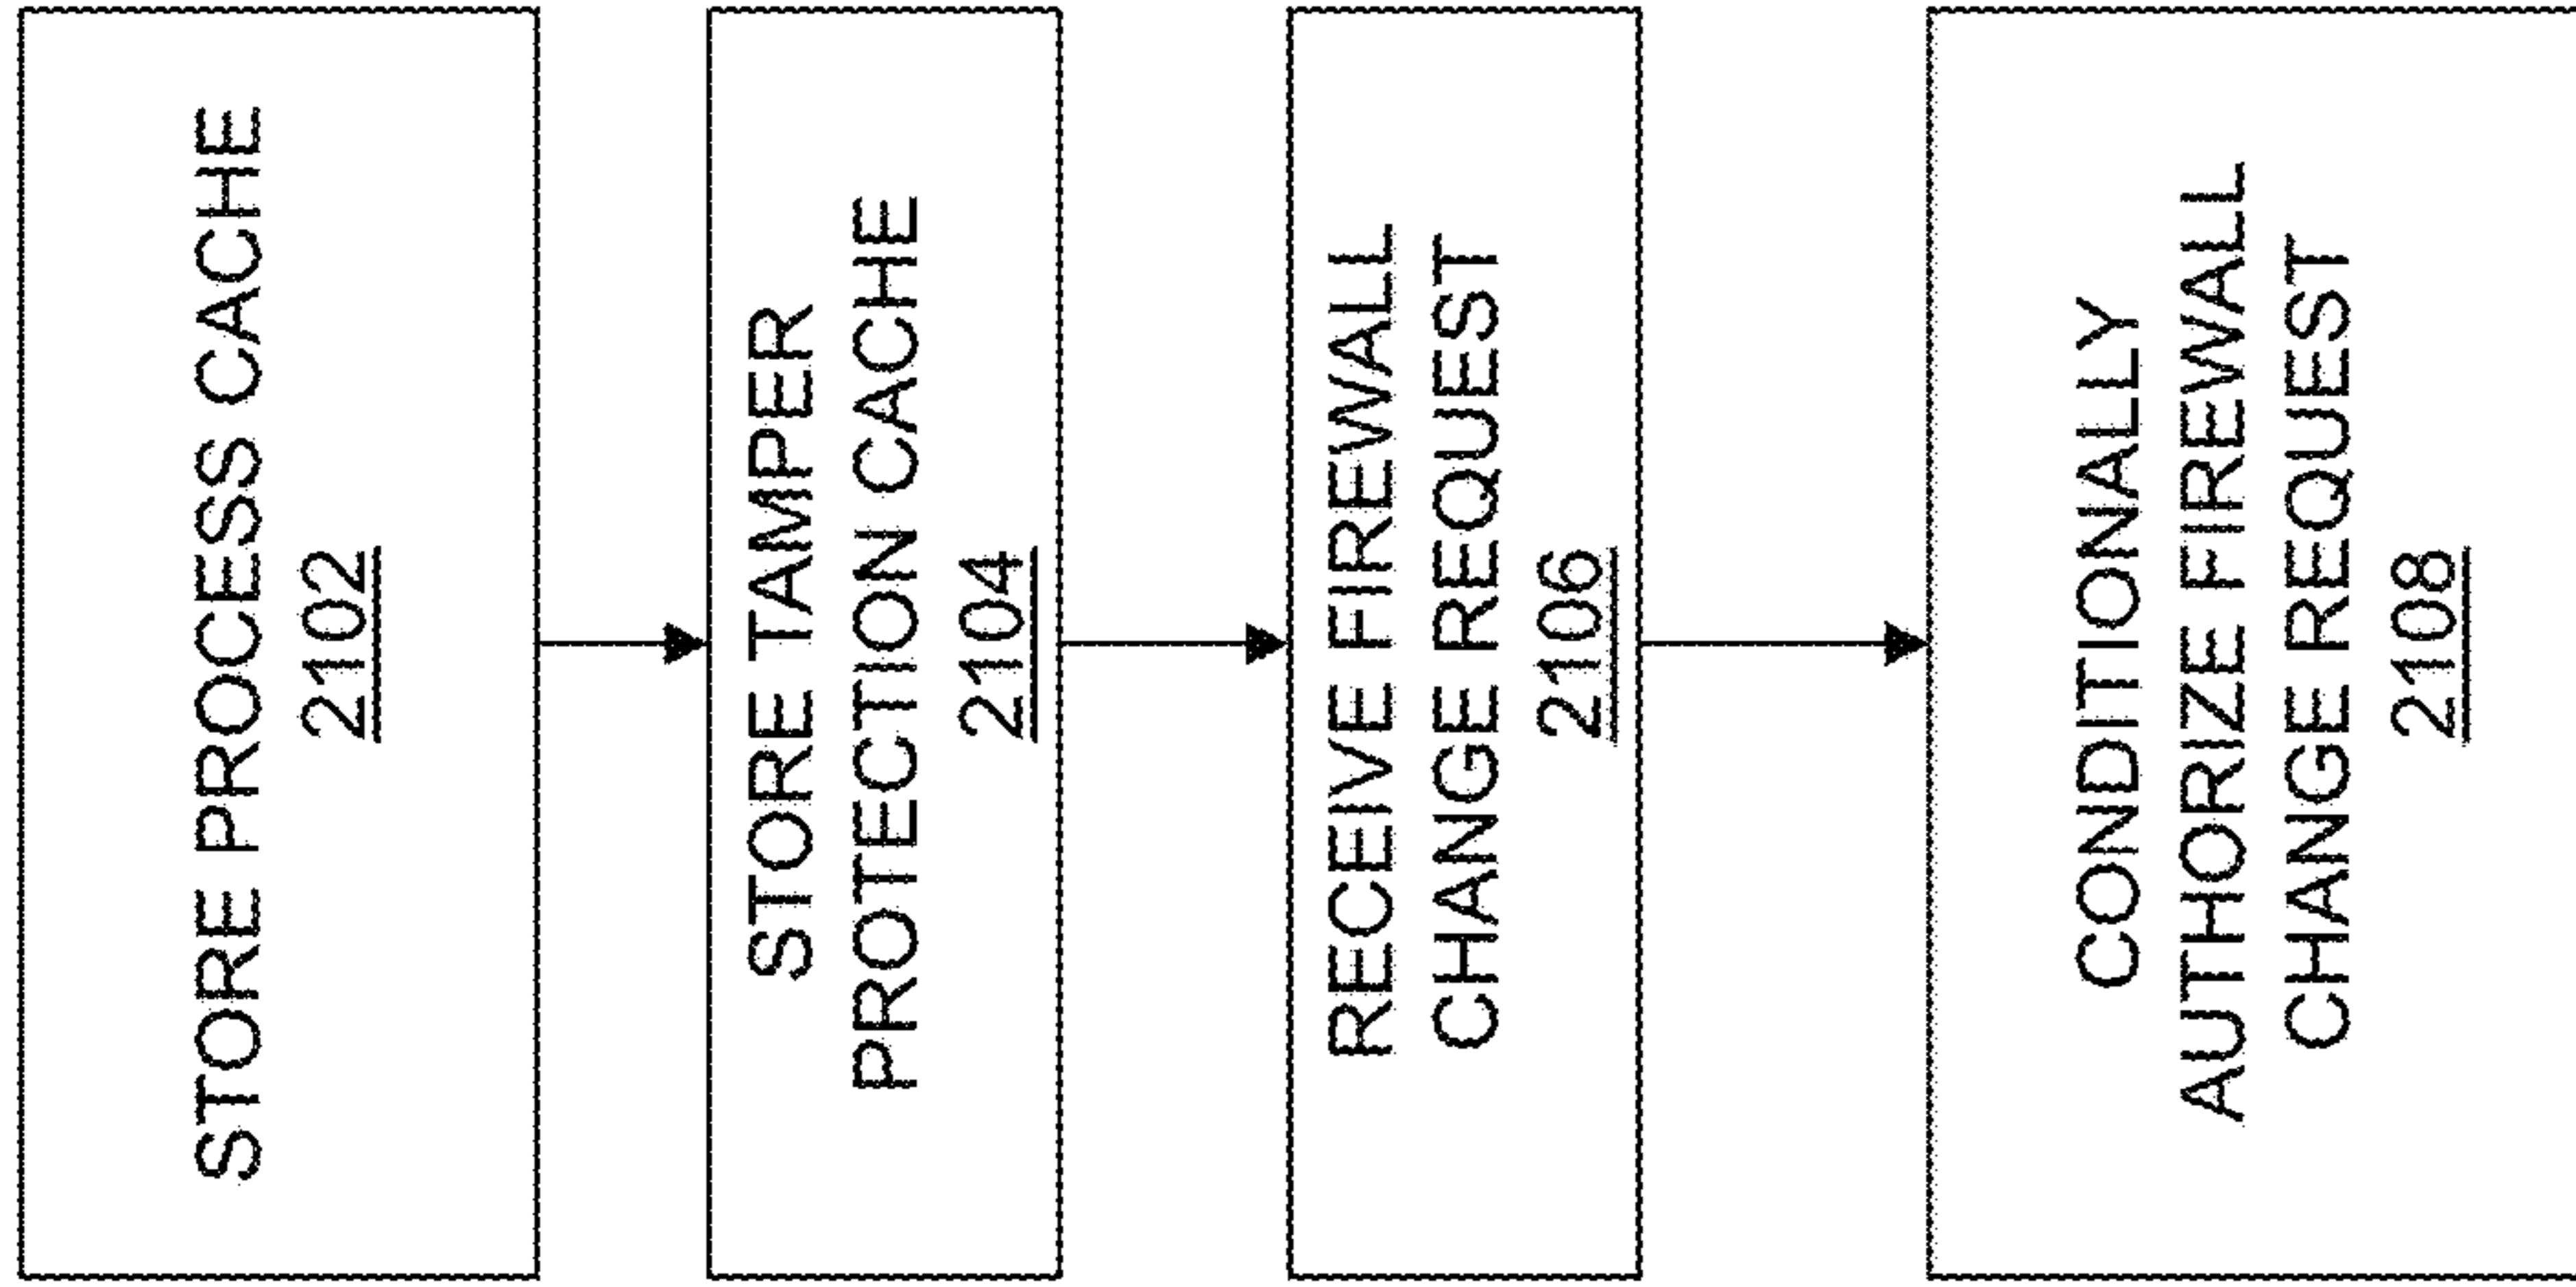 STORE PROCESS CACHE
2102
STORE TAMPER
PROTECTION CACHE
2104
RECEIVE FIREWALL
CHANGE REQUEST
2106
CONDITIONALLY
AUTHORIZE FIREWALL
CHANGE REQUEST
2108